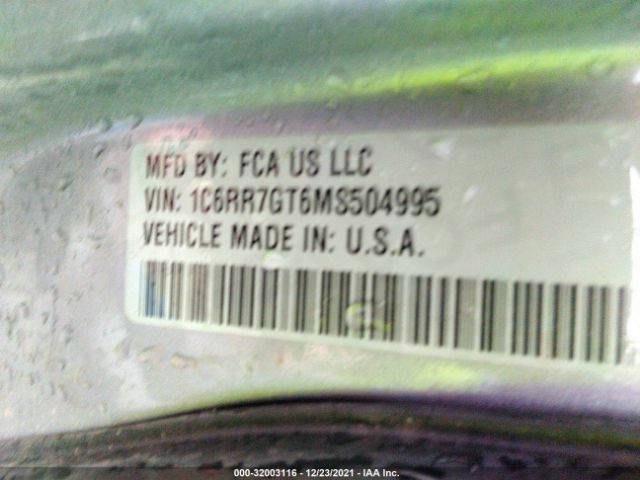 MFD BY: FCA US LLC
VIN: 1C6RR7GT6MS504995
VEHICLE MADE IN: U.S.A.
000-32003116 - 12/23/2021 - IAA Inc.